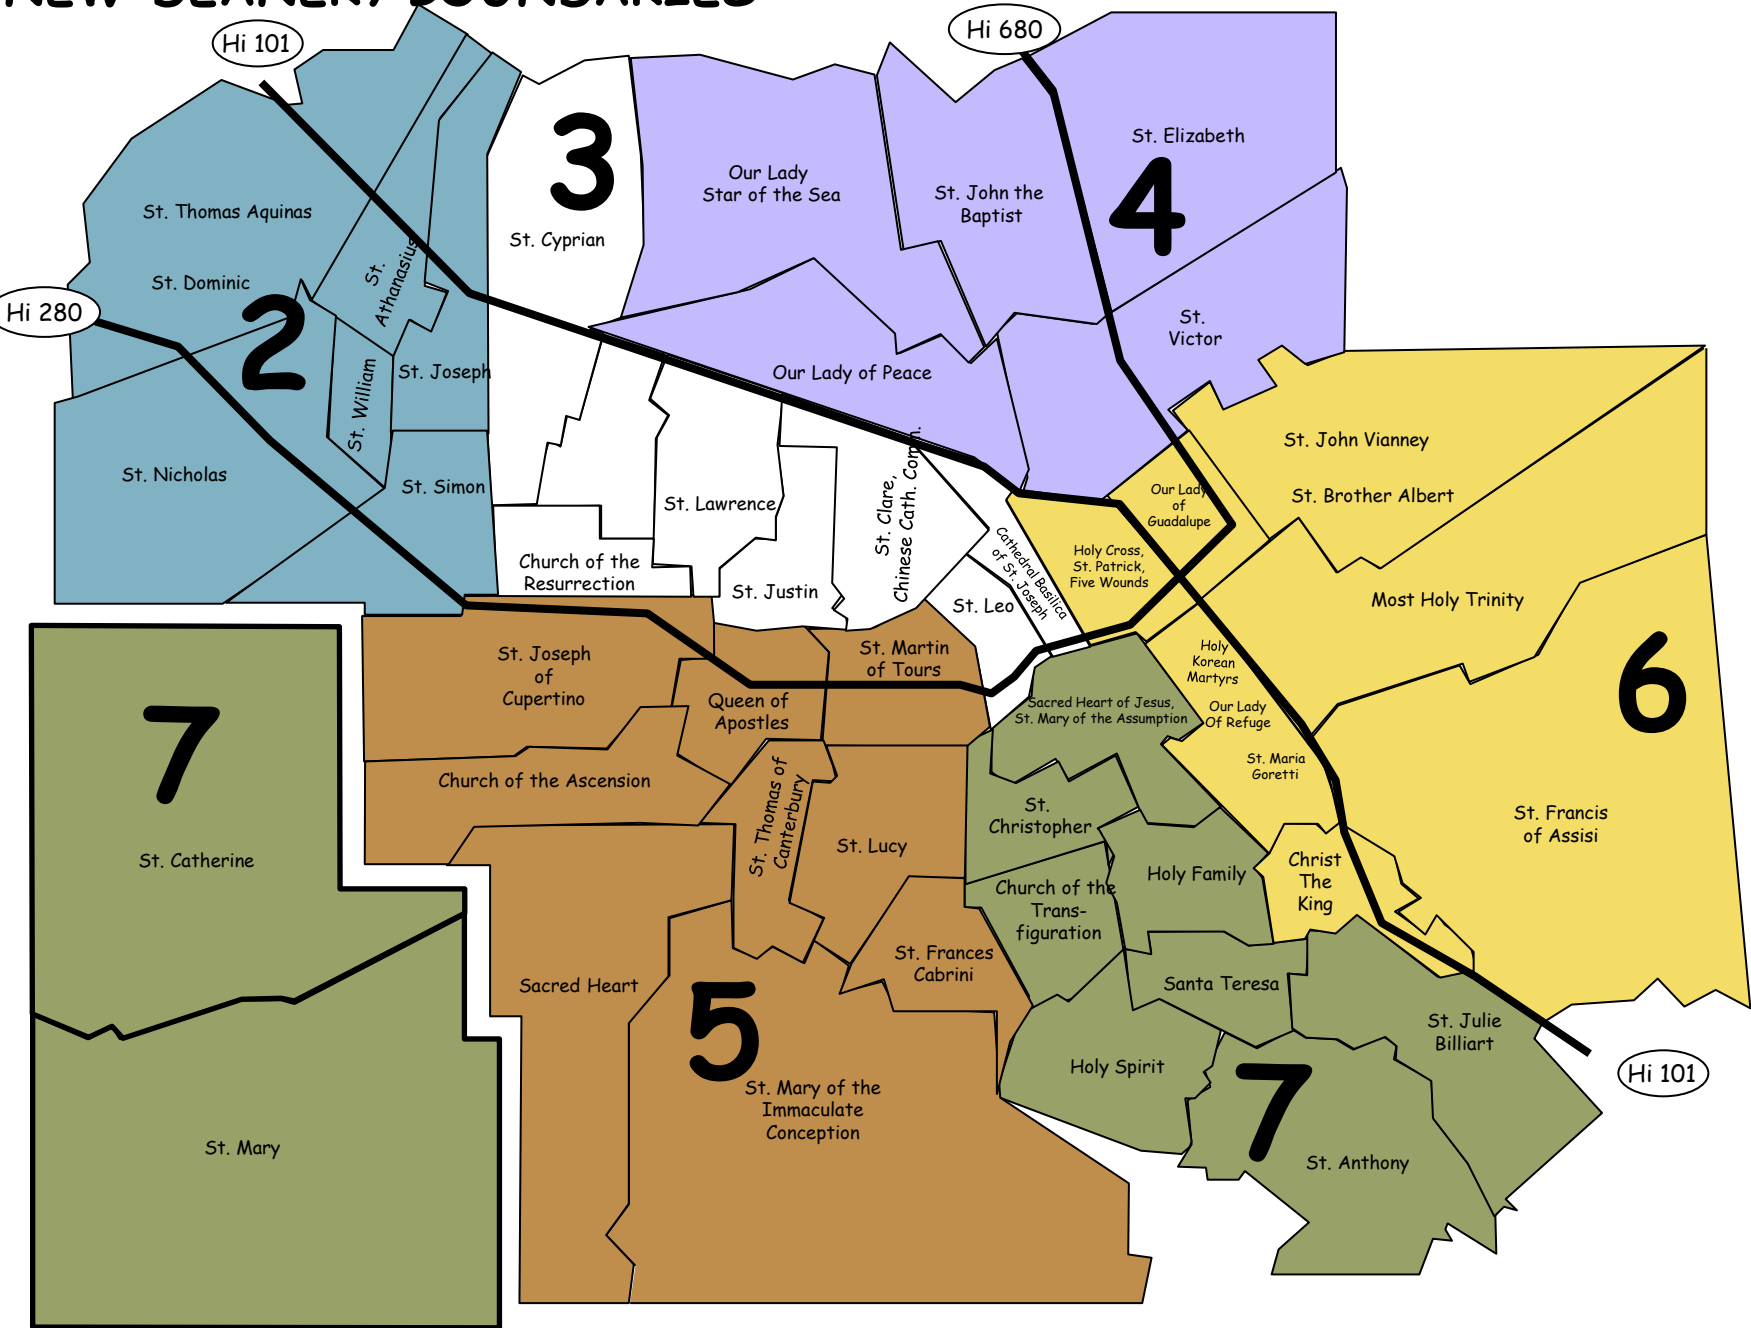 NEW DEANERY BOUNDARIES
Hi 101
Hi 680
3
4
St. Elizabeth
Our Lady
Star of the Sea
St. John the
Baptist
St. Thomas Aquinas
St. Cyprian
St. Dominic
St.
Athanasius
Hi 280
2
St.
Victor
St. William
St. Joseph
Our Lady of Peace
St. John Vianney
St. Nicholas
St. Simon
St. Lawrence
St. Clare,
Chinese Cath. Comm.
Our Lady
of
Guadalupe
St. Brother Albert
Cathedral Basilica
of St. Joseph
Holy Cross,
St. Patrick,
Five Wounds
Church of the
Resurrection
St. Justin
St. Leo
Most Holy Trinity
St. Joseph
of
Cupertino
St. Martin
of Tours
Holy
Korean
Martyrs
6
7
Queen of
Apostles
Sacred Heart of Jesus,
St. Mary of the Assumption
Our Lady
Of Refuge
Church of the Ascension
St. Thomas of
Canterbury
St. Maria
Goretti
St. Christopher
St. Francis
of Assisi
St. Catherine
St. Lucy
Holy Family
Christ
The
King
Church of the
Trans-
figuration
St. Frances
Cabrini
Sacred Heart
Santa Teresa
5
St. Julie
Billiart
Holy Spirit
Hi 101
7
St. Mary of the
Immaculate
Conception
St. Mary
St. Anthony